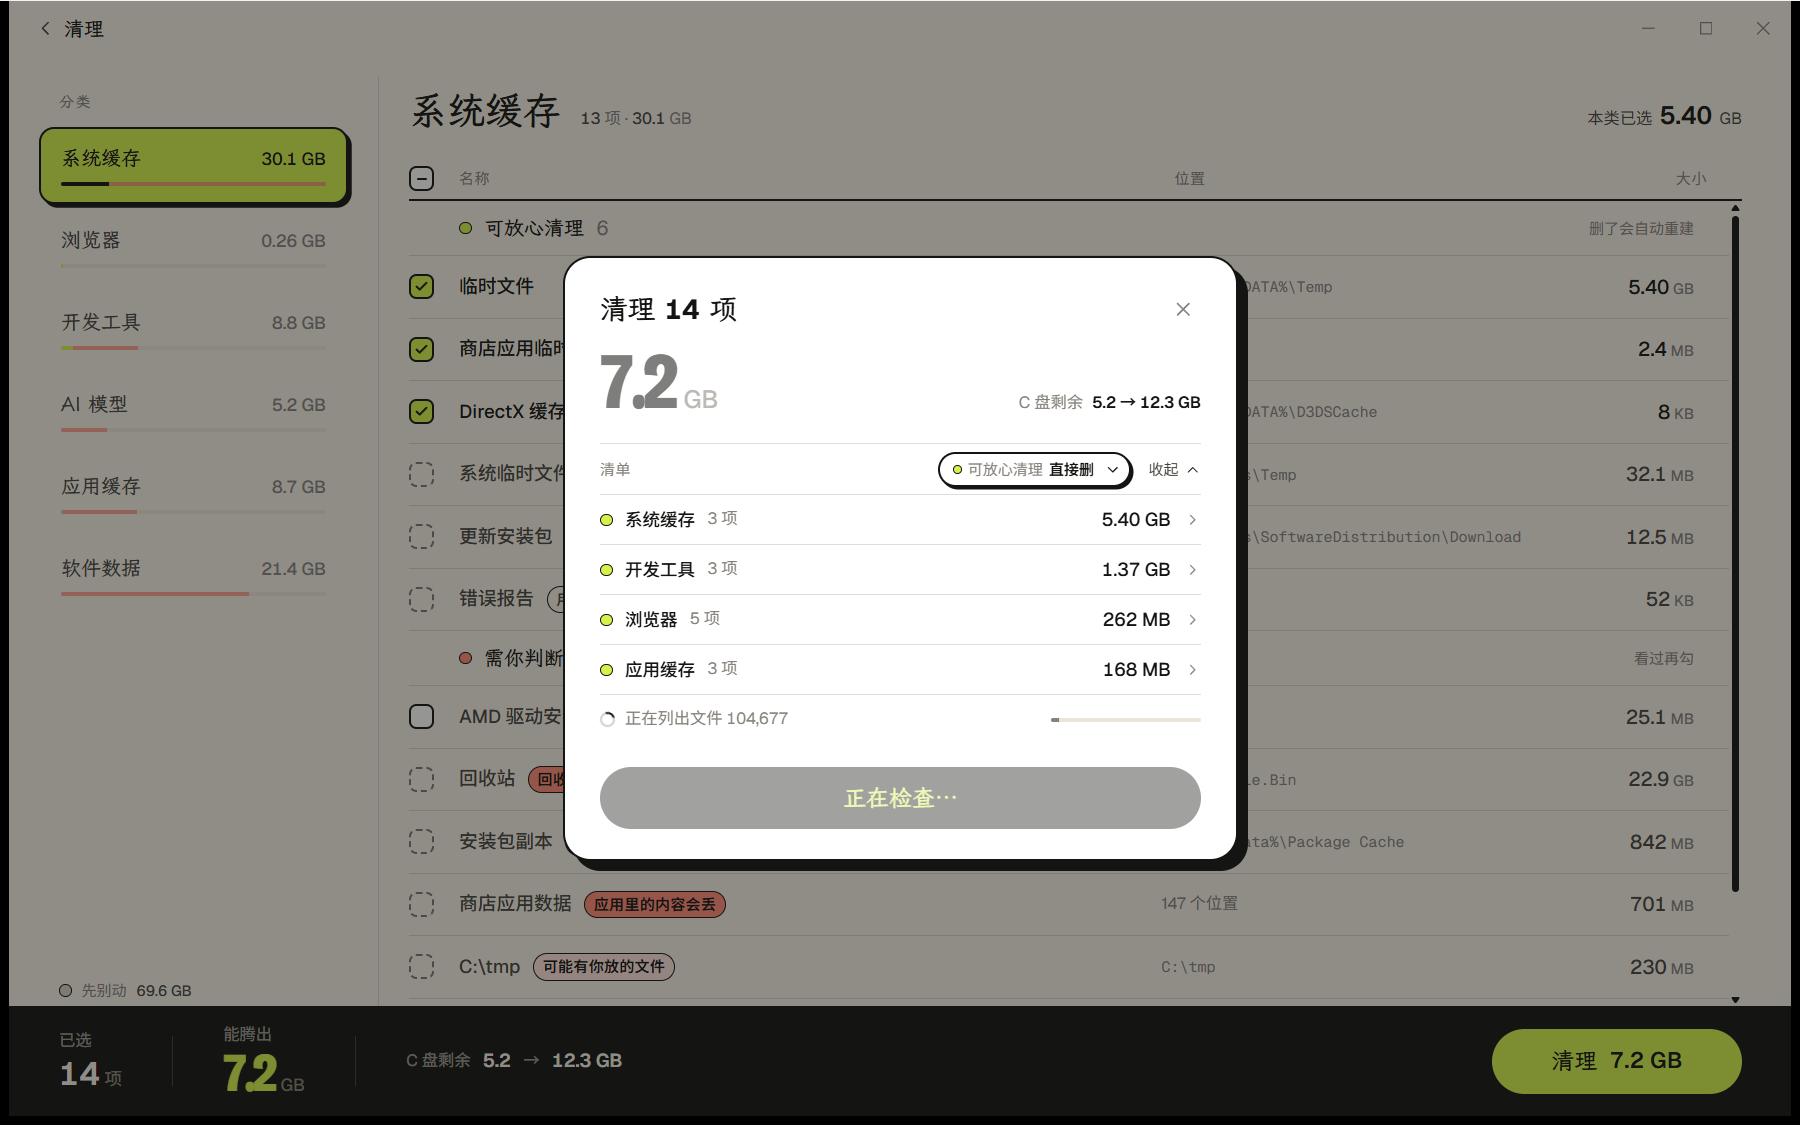 清理
分类
系统缓存 30.1 GB
浏览器 0.26 GB
开发工具 8.8 GB
AI 模型 5.2 GB
应用缓存 8.7 GB
软件数据 21.4 GB
先别动 69.6 GB
系统缓存 13 项 · 30.1 GB
本类已选 5.40 GB
名称 位置 大小
可放心清理 6 删了会自动重建
临时文件 DATA%\Temp 5.40 GB
商店应用临时 2.4 MB
DirectX 缓存 DATA%\D3DSCache 8 KB
系统临时文件 s\Temp 32.1 MB
更新安装包 s\SoftwareDistribution\Download 12.5 MB
错误报告 52 KB
需你判断 看过再勾
AMD 驱动安 25.1 MB
回收站 回收 le.Bin 22.9 GB
安装包副本 ata%\Package Cache 842 MB
商店应用数据 应用里的内容会丢 147 个位置 701 MB
C:\tmp 可能有你放的文件 C:\tmp 230 MB
清理 14 项
7.2 GB
C 盘剩余 5.2 → 12.3 GB
清单 可放心清理 直接删 收起
系统缓存 3 项 5.40 GB
开发工具 3 项 1.37 GB
浏览器 5 项 262 MB
应用缓存 3 项 168 MB
正在列出文件 104,677
正在检查…
已选
14 项
能腾出
7.2 GB
C 盘剩余 5.2 → 12.3 GB
清理 7.2 GB